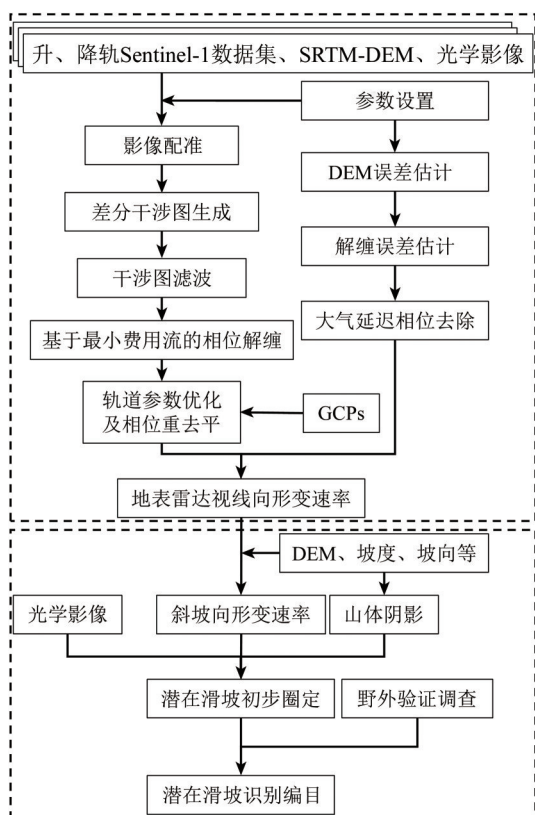 升、降轨Sentinel-1数据集、SRTM-DEM、光学影像
参数设置
影像配准
DEM误差估计
差分干涉图生成
解缠误差估计
干涉图滤波
大气延迟相位去除
基于最小费用流的相位解缠
轨道参数优化
及相位重去平
GCPs
地表雷达视线向形变速率
DEM、坡度、坡向等
光学影像
斜坡向形变速率
山体阴影
潜在滑坡初步圈定
野外验证调查
潜在滑坡识别编目